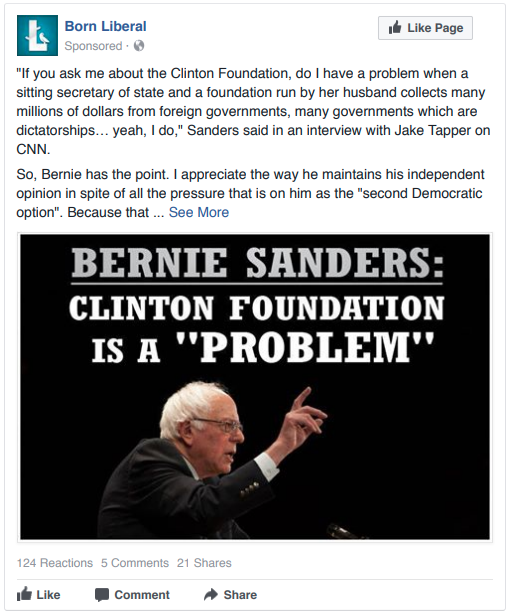 Born Liberal
Sponsored ·
Like Page
"If you ask me about the Clinton Foundation, do I have a problem when a
sitting secretary of state and a foundation run by her husband collects many
millions of dollars from foreign governments, many governments which are
dictatorships… yeah, I do," Sanders said in an interview with Jake Tapper on
CNN.
So, Bernie has the point. I appreciate the way he maintains his independent
opinion in spite of all the pressure that is on him as the "second Democratic
option". Because that ... See More
BERNIE SANDERS:
CLINTON FOUNDATION
IS A "PROBLEM"
124 Reactions 5 Comments 21 Shares
Like Comment Share